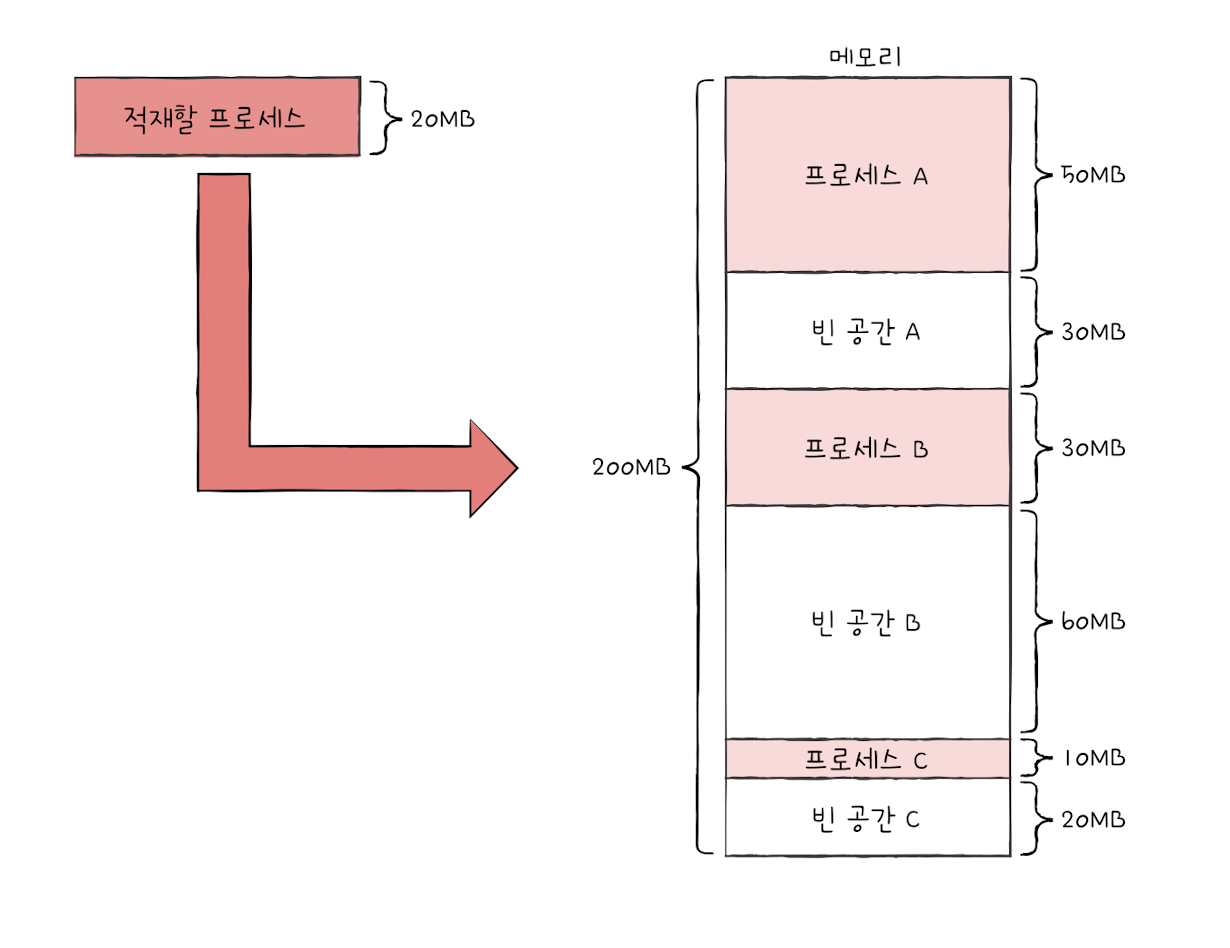 적재할 프로세스
20MB
메모리
200MB
프로세스 A
50MB
빈 공간 A
30MB
프로세스 B
30MB
빈 공간 B
60MB
프로세스 C
10MB
빈 공간 C
20MB